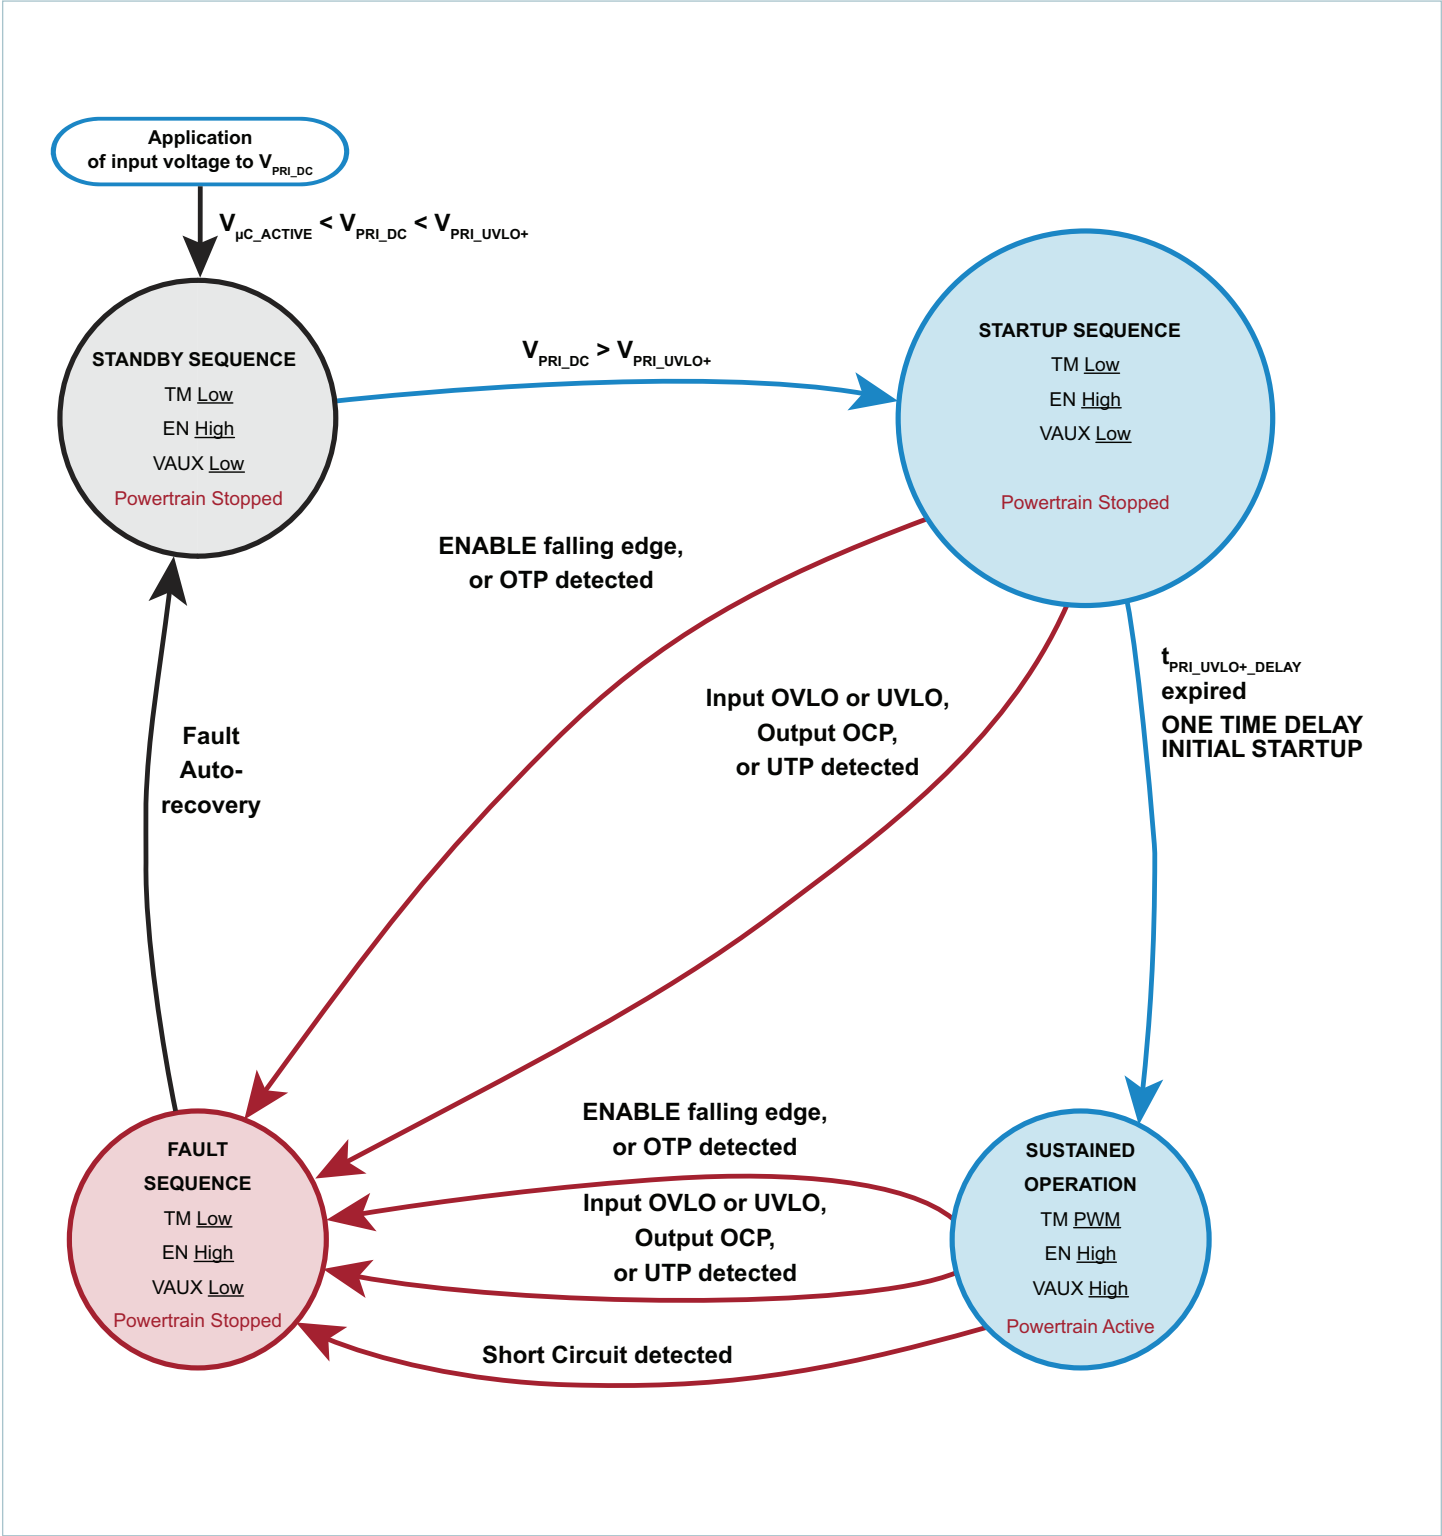 Application
of input voltage to VPRI_DC
VµC_ACTIVE < VPRI_DC < VPRI_UVLO+
STANDBY SEQUENCE
TM Low
EN High
VAUX Low
Powertrain Stopped
VPRI_DC > VPRI_UVLO+
STARTUP SEQUENCE
TM Low
EN High
VAUX Low
Powertrain Stopped
ENABLE falling edge,
or OTP detected
Input OVLO or UVLO,
Output OCP,
or UTP detected
tPRI_UVLO+_DELAY
expired
ONE TIME DELAY
INITIAL STARTUP
Fault
Auto-
recovery
FAULT
SEQUENCE
TM Low
EN High
VAUX Low
Powertrain Stopped
ENABLE falling edge,
or OTP detected
Input OVLO or UVLO,
Output OCP,
or UTP detected
Short Circuit detected
SUSTAINED
OPERATION
TM PWM
EN High
VAUX High
Powertrain Active